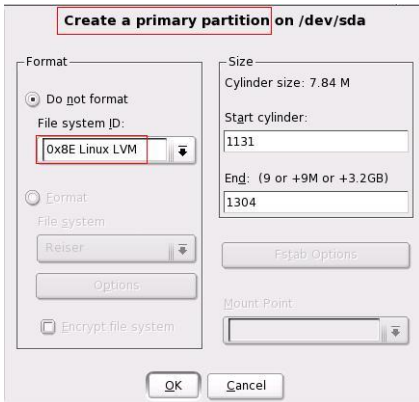 Create a primary partition on /dev/sda
Format
Do not format
File system ID:
0x8E Linux LVM
Format
File system
Reiser
Options
Encrypt file system
Size
Cylinder size: 7.84 M
Start cylinder:
1131
End: (9 or +9M or +3.2GB)
1304
Fstab Options
Mount Point
OK
Cancel